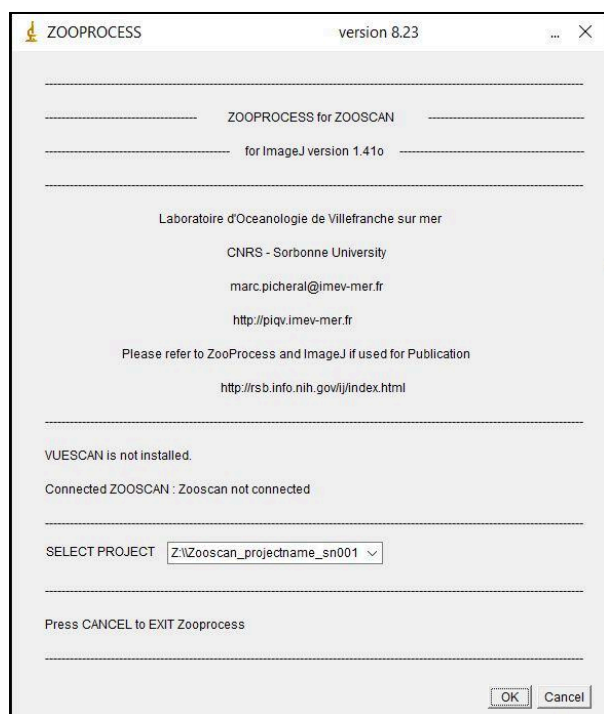 ZOOPROCESS version 8.23 ...
ZOOPROCESS for ZOOSCAN
for ImageJ version 1.41o
Laboratoire d'Oceanologie de Villefranche sur mer
CNRS - Sorbonne University
marc.picheral@imev-mer.fr
http://piqv.imev-mer.fr
Please refer to ZooProcess and ImageJ if used for Publication
http://rsb.info.nih.gov/ij/index.html
VUESCAN is not installed.
Connected ZOOSCAN : Zooscan not connected
SELECT PROJECT Z:\\Zooscan_projectname_sn001
Press CANCEL to EXIT Zooprocess
OK Cancel